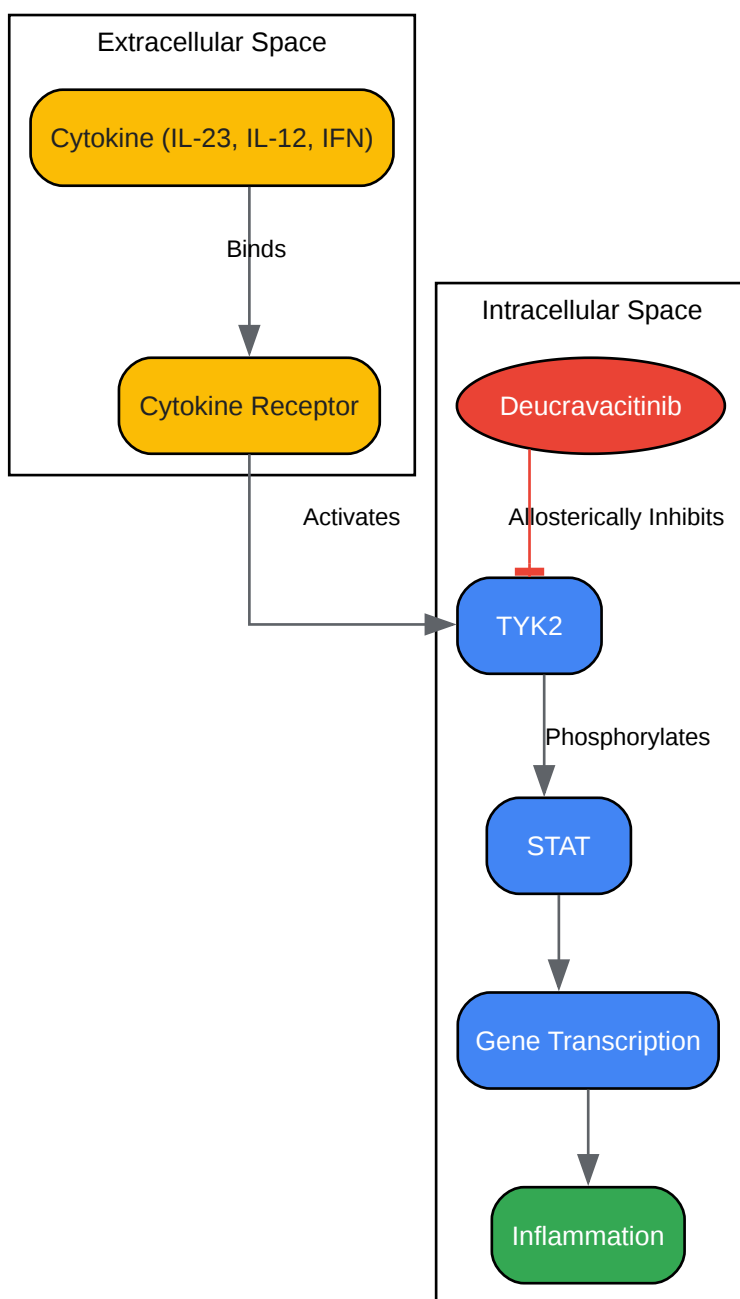 Extracellular Space
Cytokine (IL-23, IL-12, IFN)
Binds
Cytokine Receptor
Activates
Intracellular Space
Deucravacitinib
Allosterically Inhibits
TYK2
Phosphorylates
STAT
Gene Transcription
Inflammation